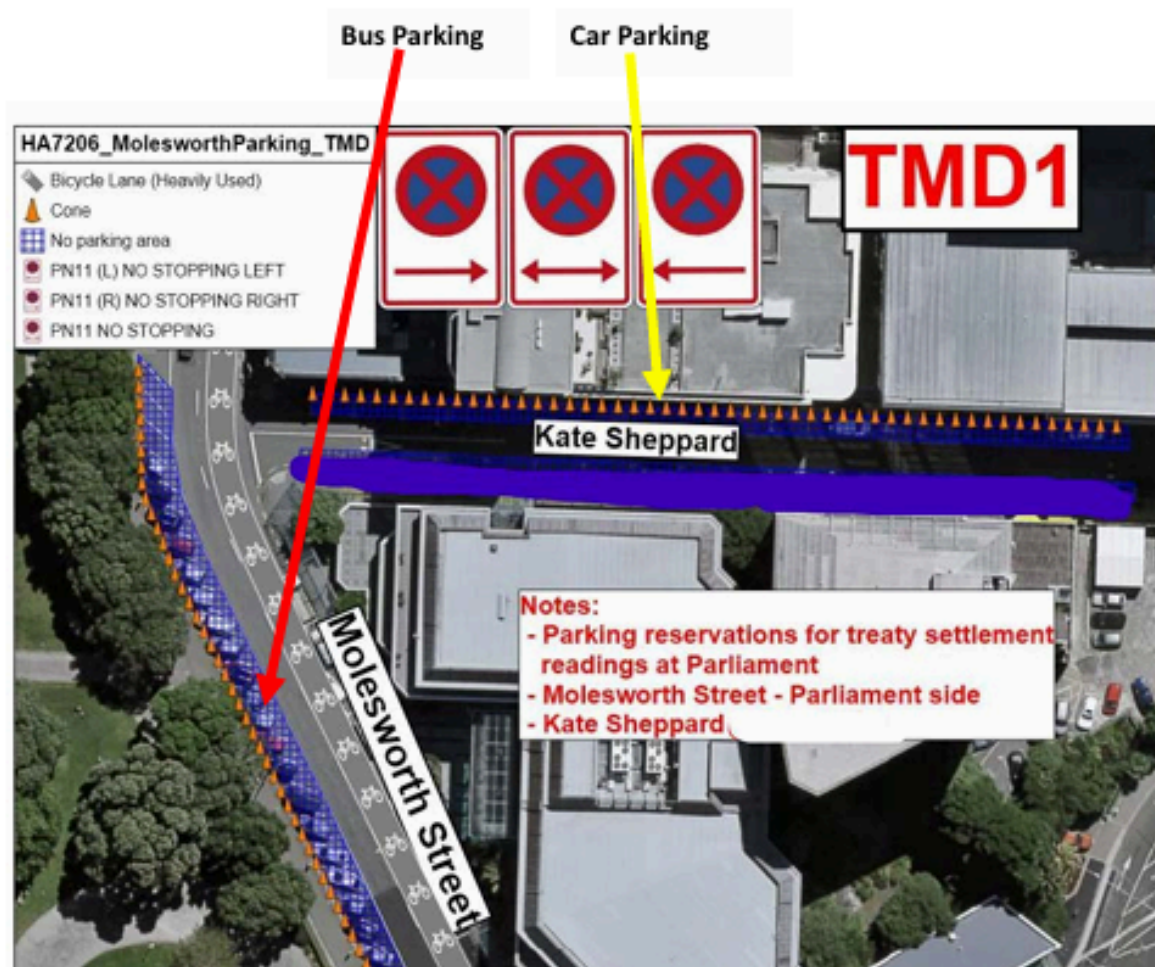 Bus Parking
Car Parking
HA7206_MolesworthParking_TMD
Bicycle Lane (Heavily Used)
Cone
No parking area
PN11 (L) NO STOPPING LEFT
PN11 (R) NO STOPPING RIGHT
PN11 NO STOPPING
TMD1
Kate Sheppard
Molesworth Street
Notes:
- Parking reservations for treaty settlement
readings at Parliament
- Molesworth Street - Parliament side
- Kate Sheppard